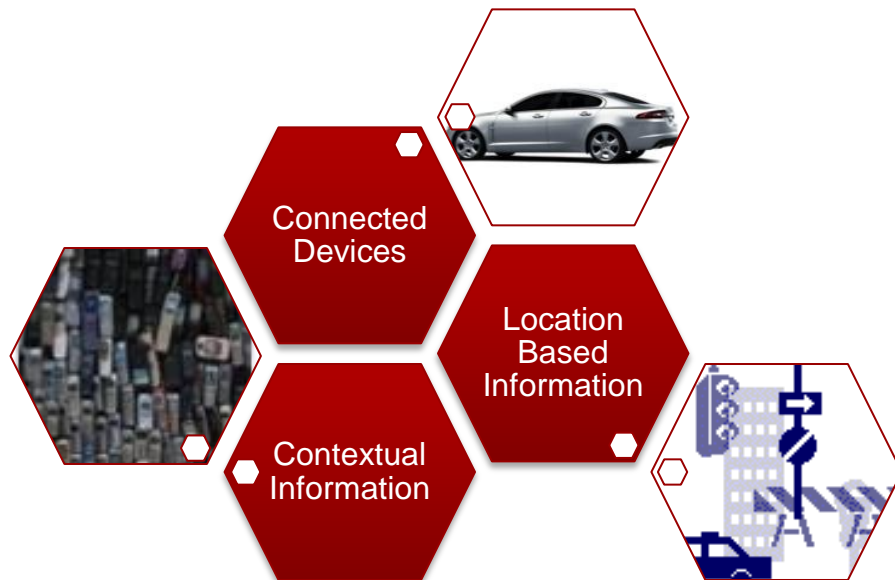 Connected
Devices
Location
Based
Information
Contextual
Information